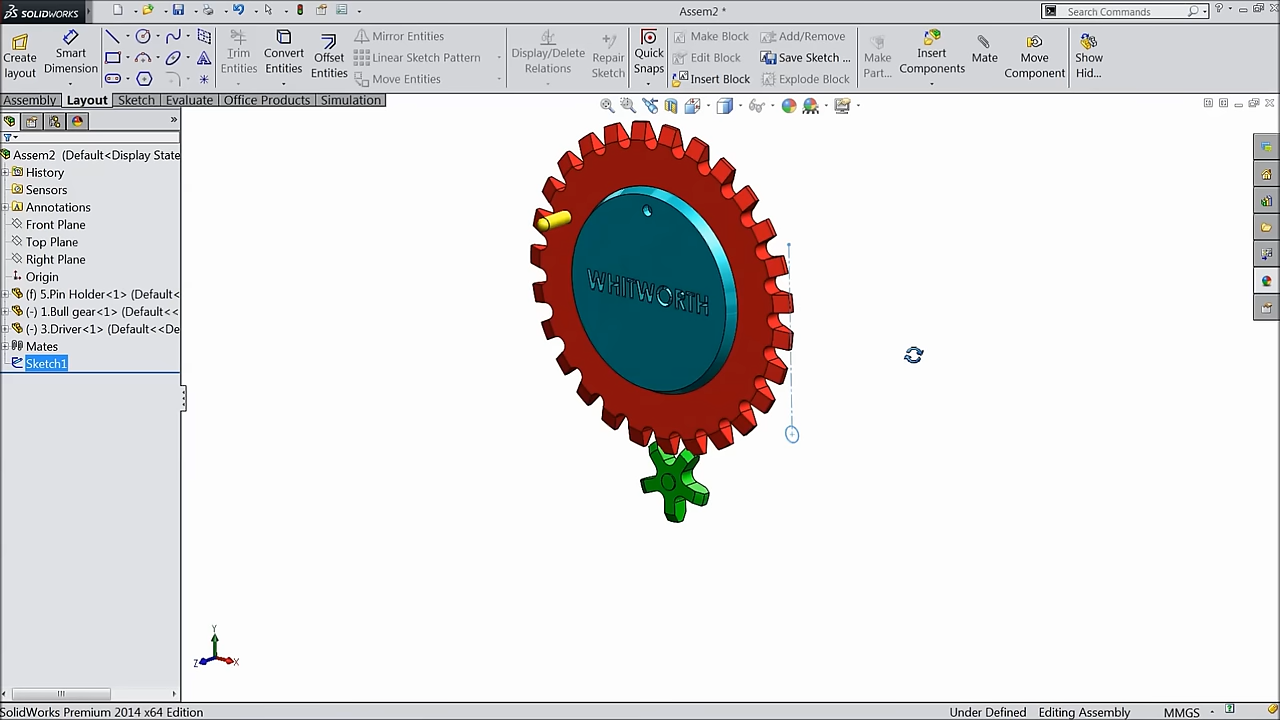 SOLIDWORKS
Assem2 *
Search Commands
?
Create layout
Smart Dimension
Trim Entities
Convert Entities
Offset Entities
Mirror Entities
Linear Sketch Pattern
Move Entities
Display/Delete Relations
Repair Sketch
Quick Snaps
Make Block
Edit Block
Insert Block
Add/Remove
Save Sketch ...
Explode Block
Make Part...
Insert Components
Mate
Move Component
Show Hid...
Assembly
Layout
Sketch
Evaluate
Office Products
Simulation
»
Assem2 (Default<Display State
History
Sensors
A Annotations
Front Plane
Top Plane
Right Plane
Origin
(f) 5.Pin Holder<1> (Default<
(-) 1.Bull gear<1> (Default<<
(-) 3.Driver<1> (Default<<De
Mates
Sketch1
WHITWORTH
Y
Z
X
SolidWorks Premium 2014 x64 Edition
Under Defined
Editing Assembly
MMGS
?